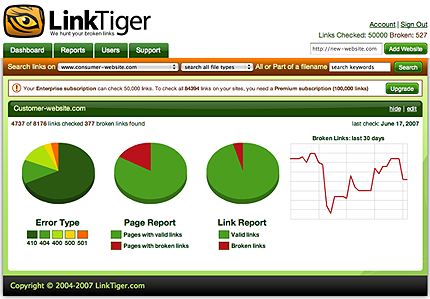 LinkTiger
We hunt your broken links
Account | Sign Out
Links Checked: 50000 Broken: 527
Dashboard Reports Users Support
http://new-website.com Add Website
Search links on www.consumer-website.com search all file types All or Part of a filename search keywords Search
Your Enterprise subscription can check 50,000 links. To check all 84394 links on your sites, you need a Premium subscription (100,000 links) Upgrade
Customer-website.com hide | edit
4737 of 8176 links checked 377 broken links found last check: June 17, 2007
Broken Links: last 30 days
Error Type
410 404 400 500 501
Page Report
Pages with valid links
Pages with broken links
Link Report
Valid links
Broken links
Copyright © 2004-2007 LinkTiger.com